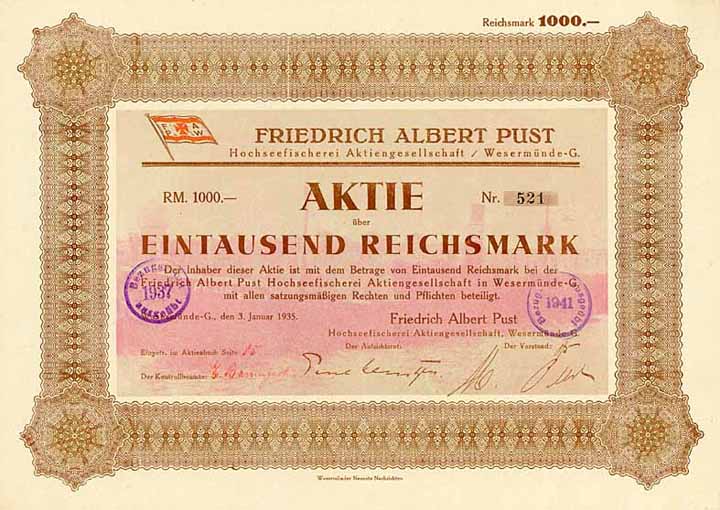 Reichsmark 1000.—
F A
P W
FRIEDRICH ALBERT PUST
Hochseefischerei Aktiengesellschaft / Wesermünde-G.
RM. 1000.— AKTIE Nr. 521
über
EINTAUSEND REICHSMARK
Der Inhaber dieser Aktie ist mit dem Betrage von Eintausend Reichsmark bei der
Friedrich Albert Pust Hochseefischerei Aktiengesellschaft in Wesermünde-G.
mit allen satzungsmäßigen Rechten und Pflichten beteiligt.
1937
1941
münde-G., den 3. Januar 1935.
Friedrich Albert Pust
Hochseefischerei Aktiengesellschaft, Wesermünde-G.
Eingetr. im Aktienbuch Seite 15 Der Aufsichtsrat: Der Vorstand:
Der Kontrollbeamte:
Neueste Nachrichten